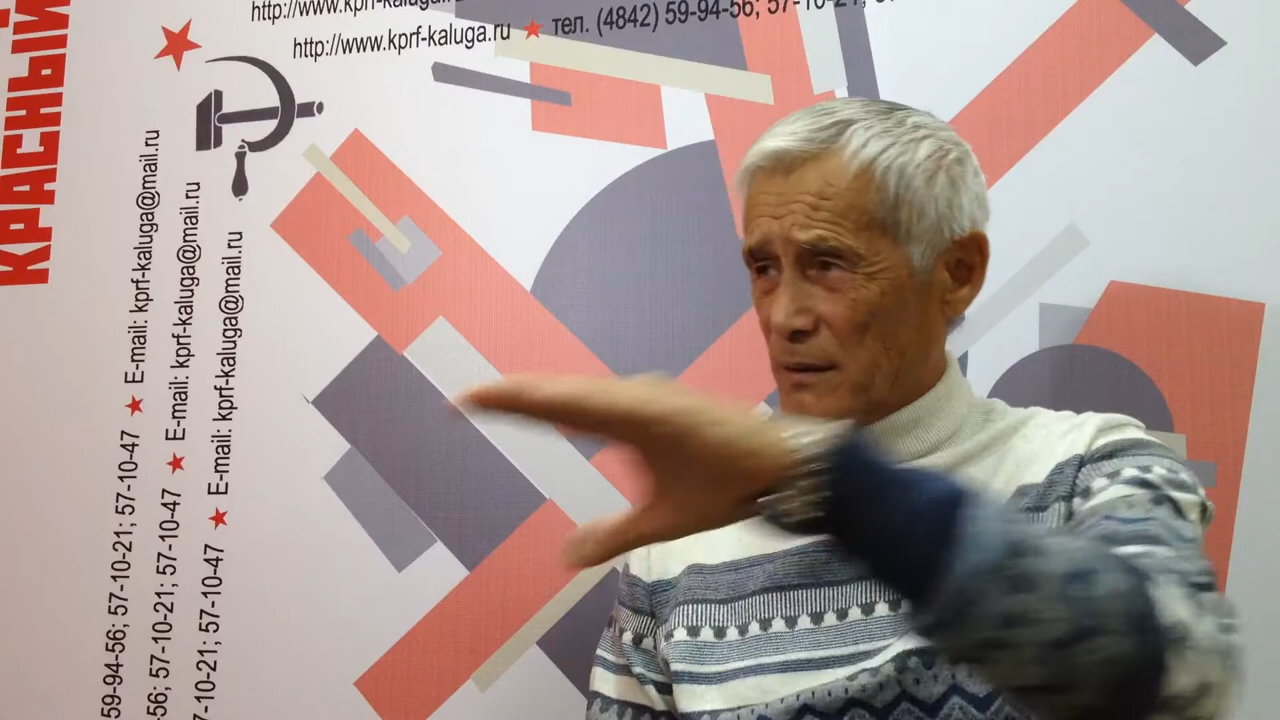 http://www.kprf-kaluga.
http://www.kprf-kaluga.ru ★ тел. (4842) 59-94-56; 57-10-21;
КРАСНЫЙ
59-94-56; 57-10-21; 57-10-47 ★ E-mail: kprf-kaluga@mail.ru
-56; 57-10-21; 57-10-47 ★ E-mail: kprf-kaluga@mail.ru
7-10-21; 57-10-47 ★ E-mail: kprf-kaluga@mail.ru